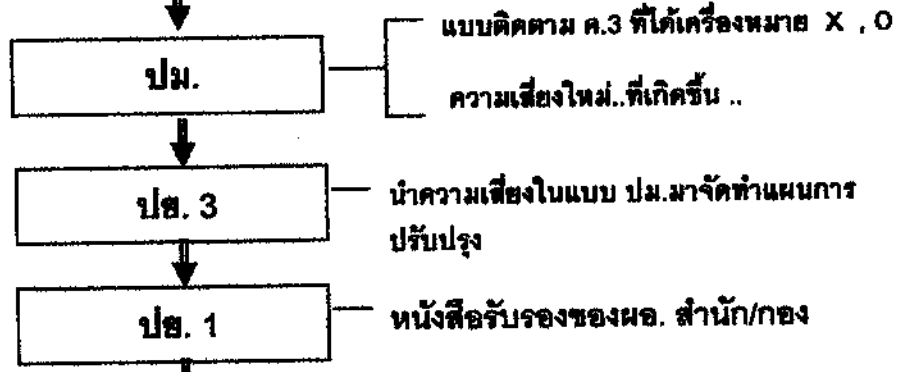 แบบติดตาม ค.3 ที่ได้เครื่องหมาย X , O
ปม.
ความเสี่ยงใหม่..ที่เกิดขึ้น ..
ปย. 3
นำความเสี่ยงในแบบ ปม.มาจัดทำแผนการ
ปรับปรุง
ปย. 1
หนังสือรับรองของผอ. สำนัก/กอง